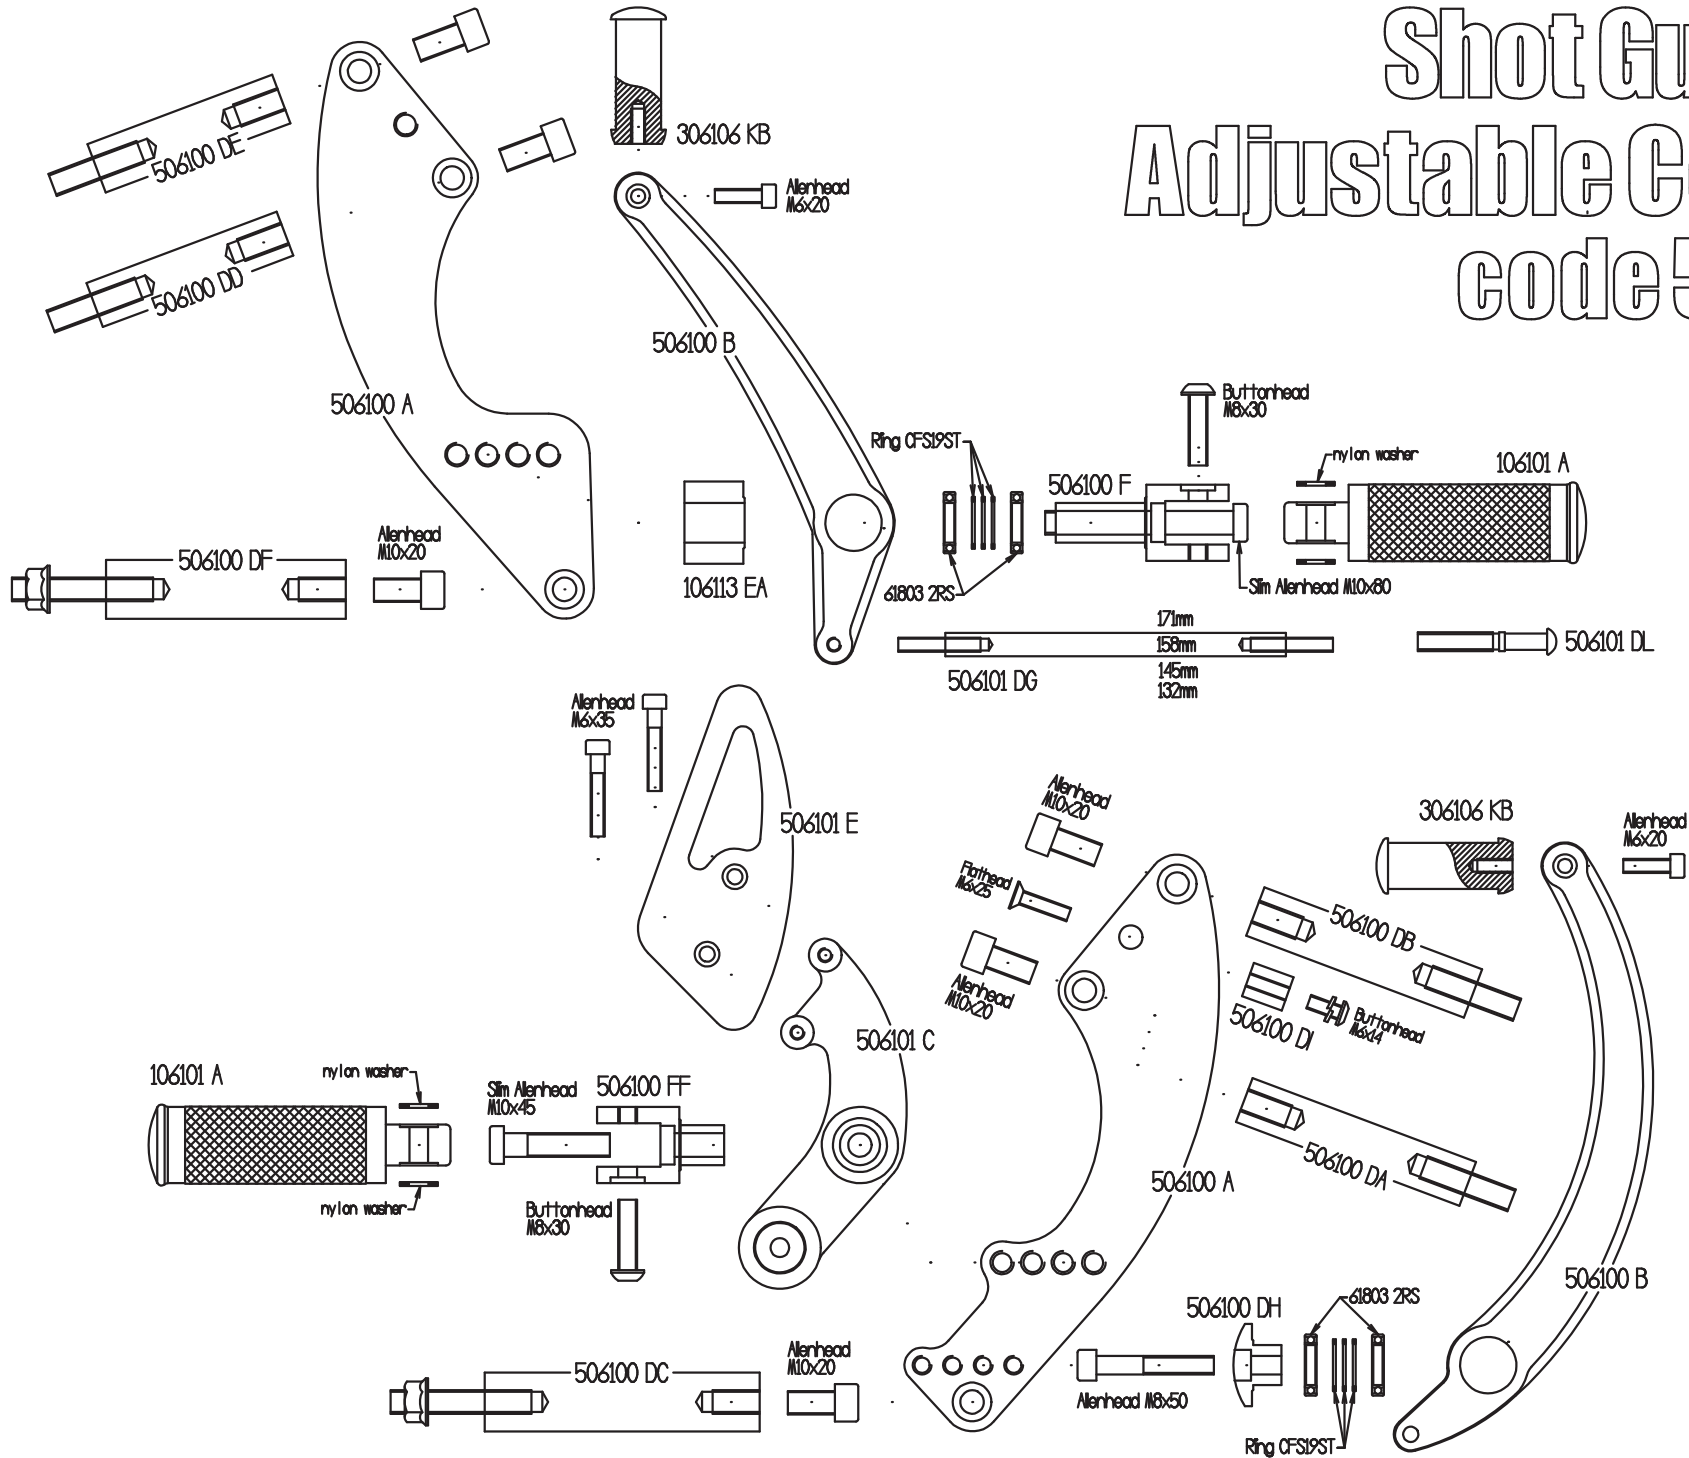 Shot Gu
Adjustable Co
code 5
306106 KB
506100 DE
Allenhead
M6x20
506100 DD
506100 B
506100 A
Buttonhead
M8x30
Ring CFS19ST
nylon washer
106101 A
506100 F
Allenhead
M10x20
506100 DF
106113 EA
61803 2RS
Slim Allenhead M10x80
171mm
158mm
145mm
132mm
506101 DG
506101 DL
Allenhead
M6x35
506101 E
Allenhead
M10x20
306106 KB
Allenhead
M6x20
Flathead
M6x25
506100 DB
Allenhead
M10x20
506100 DI
Buttonhead
M6x14
506101 C
106101 A
nylon washer
Slim Allenhead
M10x45
506100 FF
506100 DA
506100 A
nylon washer
Buttonhead
M8x30
506100 B
61803 2RS
506100 DH
Allenhead
M10x20
506100 DC
Allenhead M8x50
Ring CFS19ST